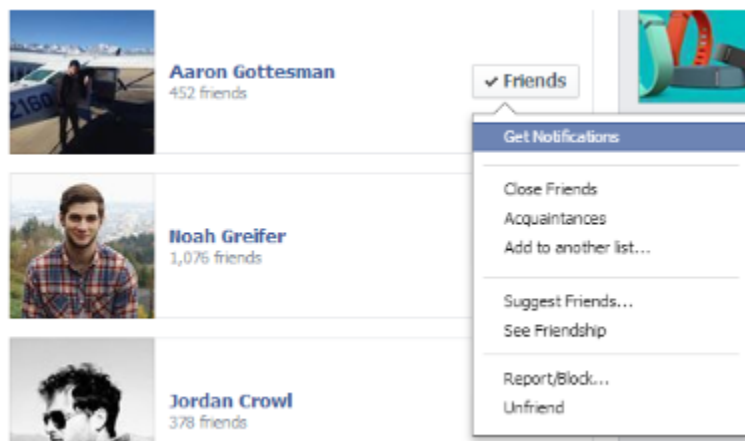 Aaron Gottesman
452 friends
✔ Friends
Get Notifications
Close Friends
Acquaintances
Add to another list...
Suggest Friends...
See Friendship
Report/Block...
Unfriend
Noah Greifer
1,076 friends
Jordan Crowl
378 friends
2160